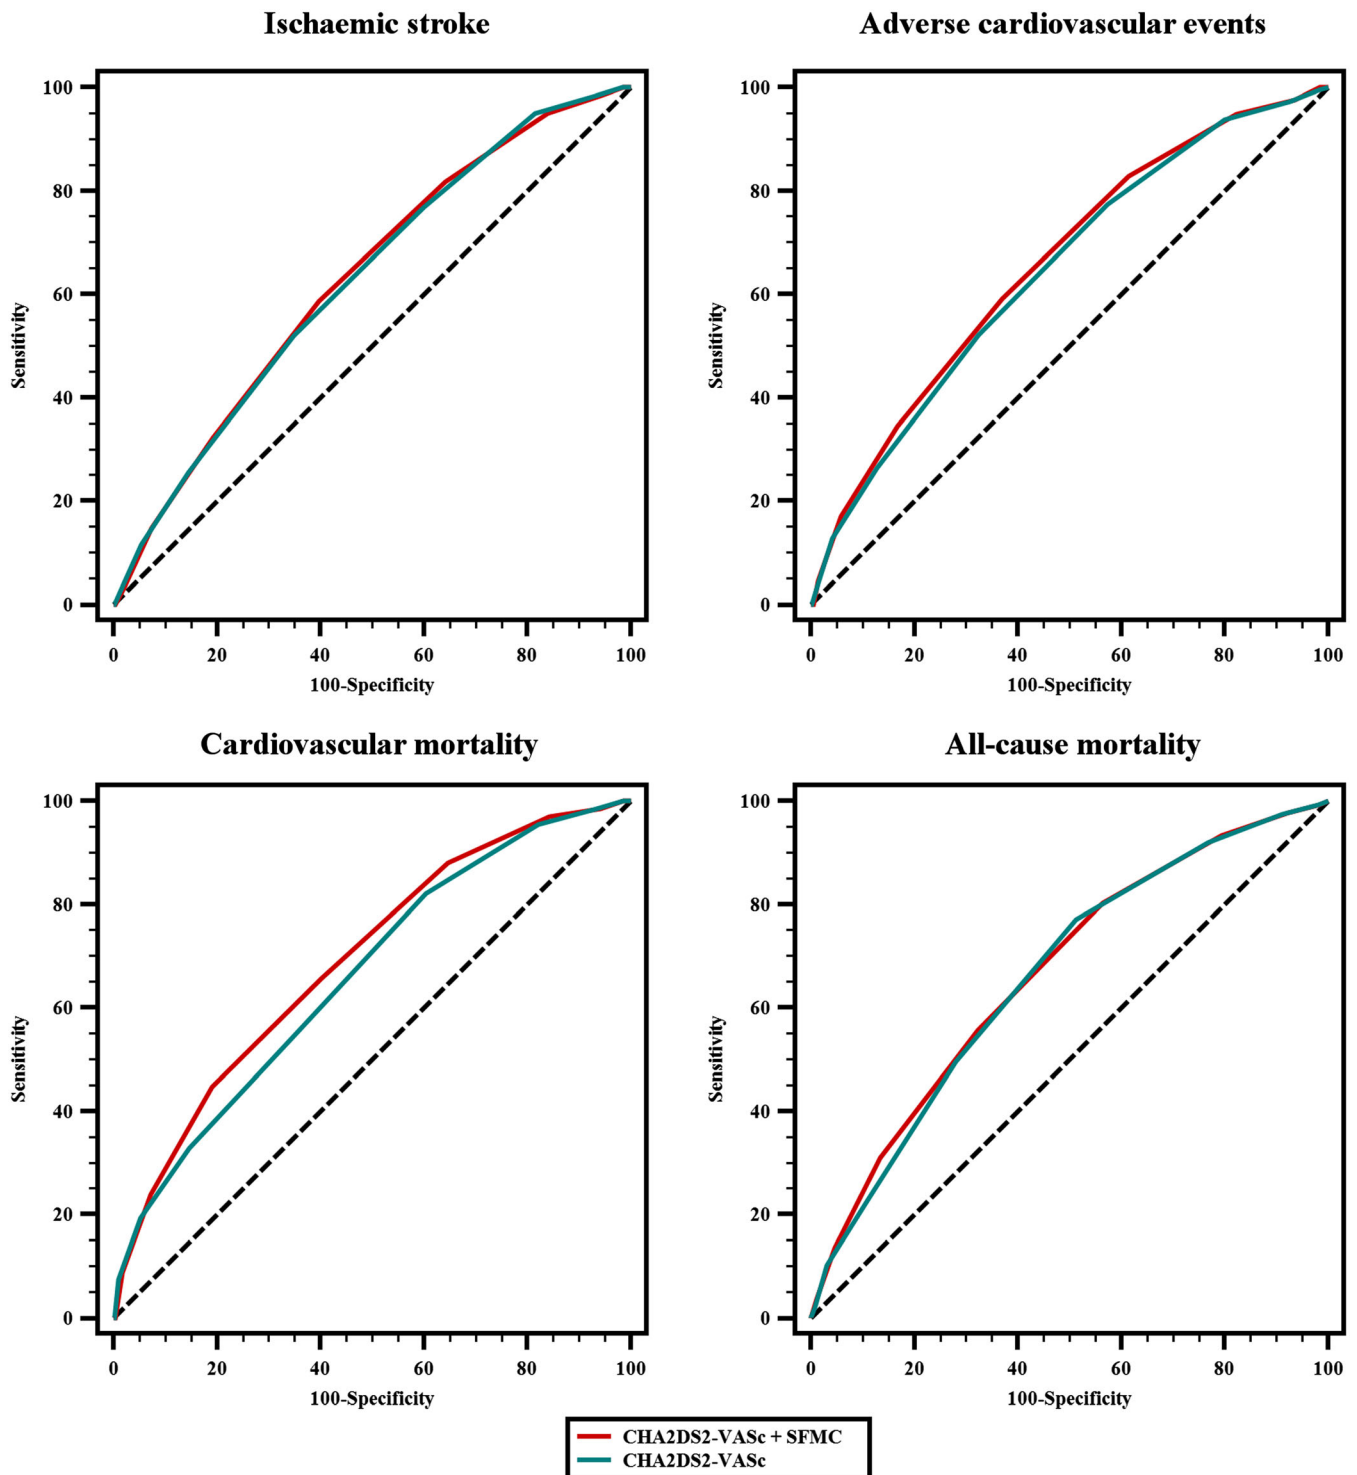 Ischaemic stroke
Adverse cardiovascular events
100
80
60
40
20
0
Sensitivity
0 20 40 60 80 100
100-Specificity
100
80
60
40
20
0
Sensitivity
0 20 40 60 80 100
100-Specificity
Cardiovascular mortality
All-cause mortality
100
80
60
40
20
0
Sensitivity
0 20 40 60 80 100
100-Specificity
100
80
60
40
20
0
Sensitivity
0 20 40 60 80 100
100-Specificity
CHA2DS2-VASc + SFMC
CHA2DS2-VASc